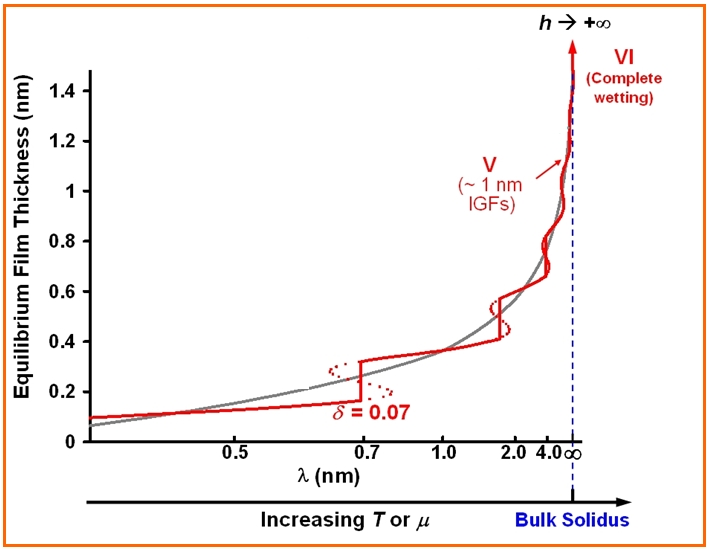 h → +∞
VI
(Complete
wetting)
Equilibrium Film Thickness (nm)
1.4
1.2
1
0.8
0.6
0.4
0.2
0
V
(~ 1 nm
IGFs)
δ = 0.07
0.5
0.7
1.0
2.0
4.0
∞
λ (nm)
Increasing T or μ
Bulk Solidus